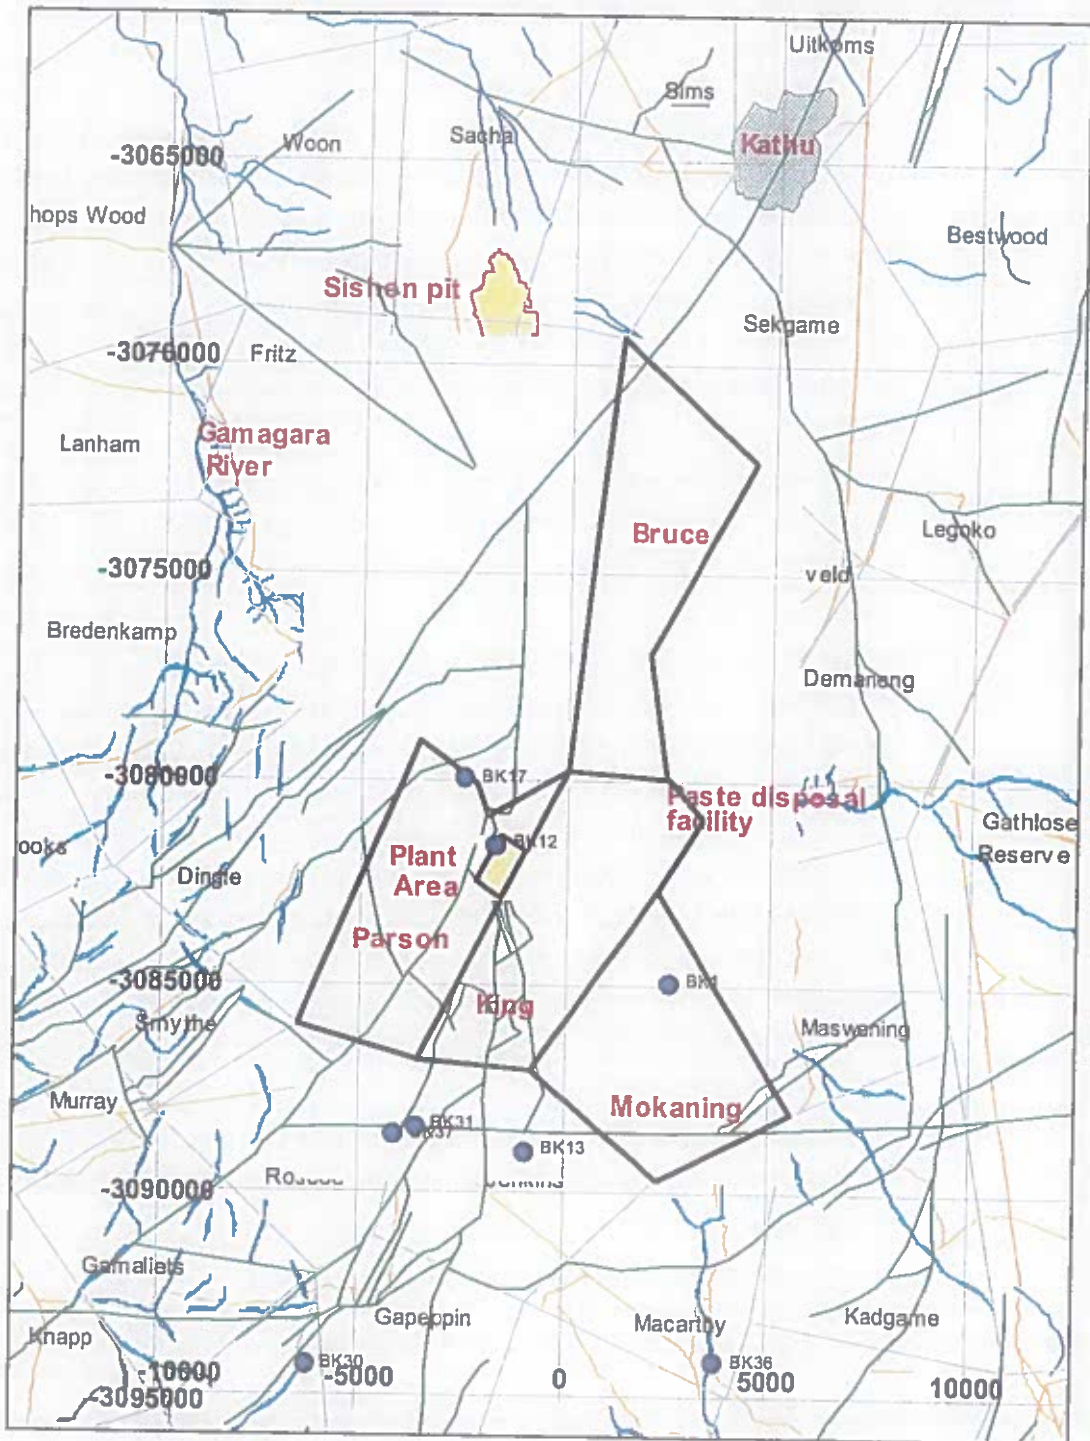 Uitkoms
Sims
Woon
Sacha
Kathu
-3065000
hops Wood
Bestwood
Sishen pit
Sekgame
-3070000
Fritz
Lanham
Gamagara
River
Bruce
Legoko
-3075000
veld
Bredenkamp
Demaneng
-3080000
BK17
Paste disposal
facility
Gathlose
Reserve
BK12
ooks
Plant
Area
Dingle
Parson
-3085000
BK1
King
Smythe
Maswening
Murray
Mokaning
BK31
BK37
BK13
-3090000
Gamaliets
Gapeppin
Macarthy
Kadgame
Knapp
BK30
BK36
-10000
-5000
0
5000
10000
-3095000